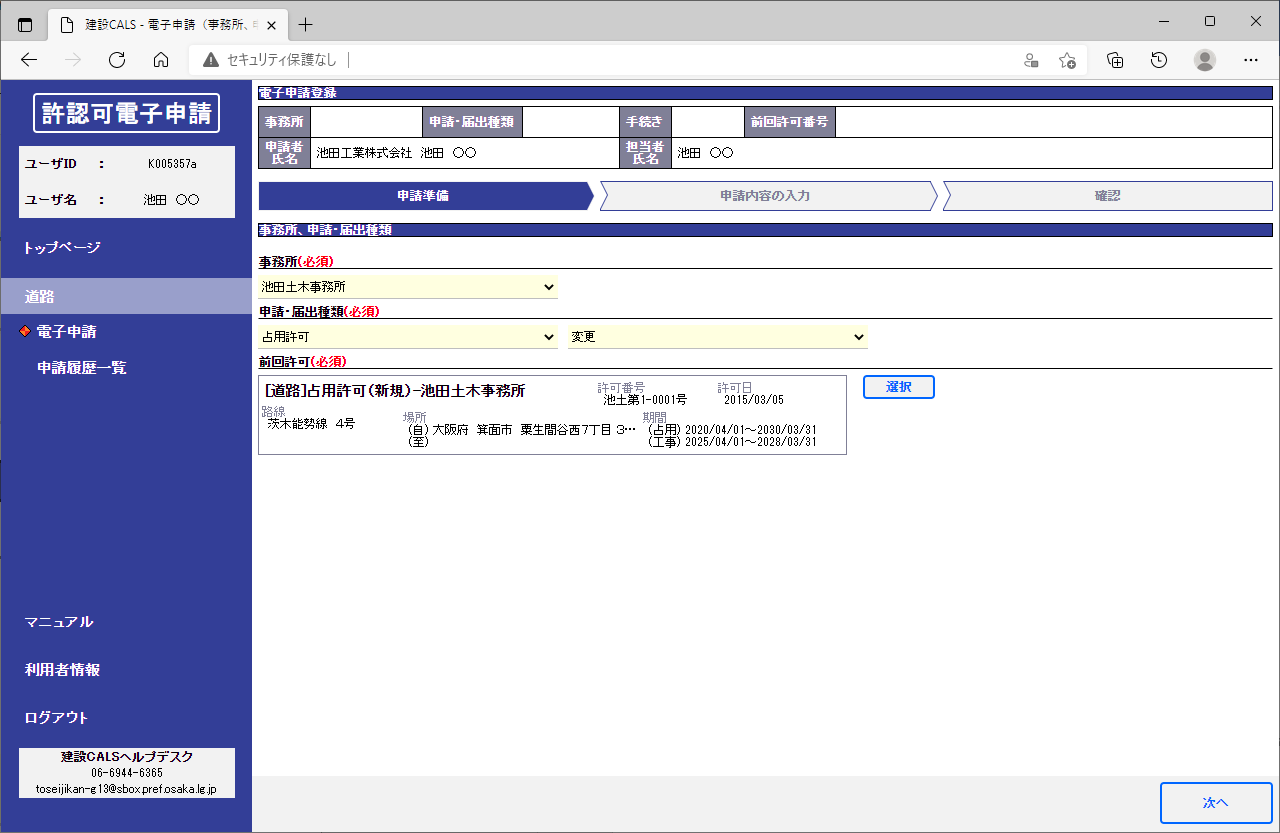 建設CALS - 電子申請（事務所、申
セキュリティ保護なし
許認可電子申請
ユーザID ： K005357a
ユーザ名 ： 池田 〇〇
トップページ
道路
電子申請
申請履歴一覧
マニュアル
利用者情報
ログアウト
建設CALSヘルプデスク
06-6944-6365
toseijikan-g13@sbox.pref.osaka.lg.jp
電子申請登録
事務所 申請・届出種類 手続き 前回許可番号
申請者氏名 池田工業株式会社 池田 〇〇 担当者氏名 池田 〇〇
申請準備 申請内容の入力 確認
事務所、申請・届出種類
事務所(必須)
池田土木事務所
申請・届出種類(必須)
占用許可 変更
前回許可(必須)
[道路]占用許可(新規)-池田土木事務所
許可番号 許可日
池土第1-0001号 2015/03/05
選択
路線 場所 期間
茨木能勢線 4号
(自) 大阪府 箕面市 粟生間谷西7丁目 3… (占用) 2020/04/01～2030/03/31
(至) (工事) 2025/04/01～2028/03/31
次へ